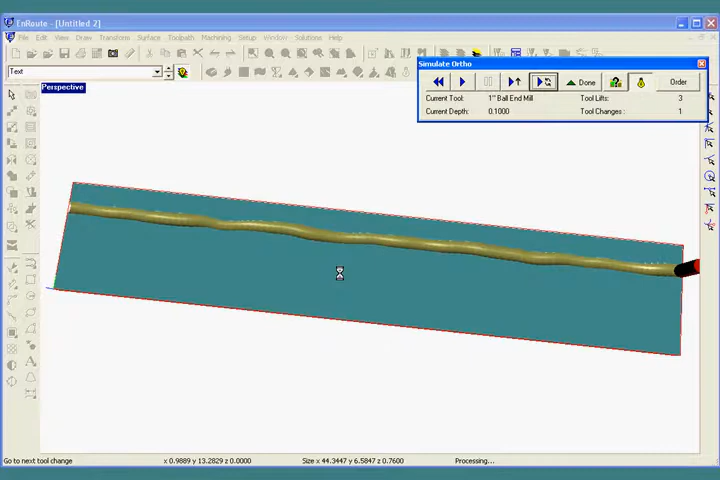 EnRoute - [Untitled 2]
File Edit View Draw Transform Surface Toolpath Machining Setup Window Solutions Help
Simulate Ortho
Text
Done
Order
Perspective
Current Tool: 1" Ball End Mill Tool Lifts: 3
Current Depth: 0.1000 Tool Changes : 1
Go to next tool change x 0.9889 y 13.2829 z 0.0000 Size x 44.3447 y 6.5847 z 0.7600 Processing...